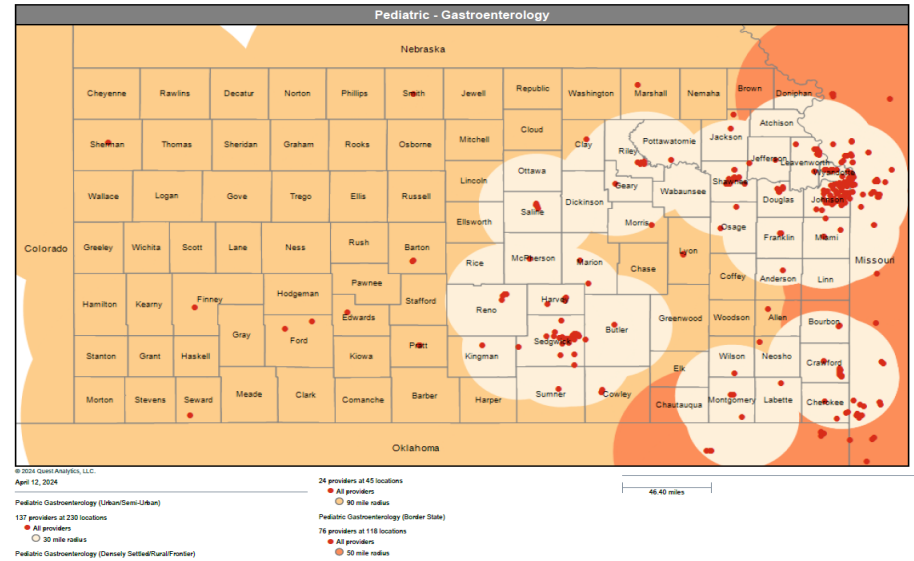 Pediatric - Gastroenterology
Nebraska
Cheyenne Rawlins Decatur Norton Phillips Smith Jewell Republic Washington Marshall Nemaha Brown Doniphan
Atchison
Cloud
Sherman Thomas Sheridan Graham Rooks Osborne Mitchell Clay Riley Pottawatomie Jackson
Jefferson Leavenworth
Ottawa Wyandotte
Lincoln Geary Shawnee
Wallace Logan Gove Trego Ellis Russell Dickinson Wabaunsee Douglas Johnson
Saline
Ellsworth Morris Osage
Franklin Miami
Colorado Greeley Wichita Scott Lane Ness Rush Barton Lyon
Rice McPherson Marion Chase Missouri
Coffey Anderson Linn
Pawnee
Hamilton Kearny Finney Hodgeman Stafford
Reno Harvey
Edwards Greenwood Woodson Allen Bourbon
Gray Ford Butler
Stanton Grant Haskell Kiowa Pratt Kingman Sedgwick Wilson Neosho Crawford
Elk
Morton Stevens Seward Meade Clark Comanche Barber Harper Sumner Cowley Chautauqua Montgomery Labette Cherokee
Oklahoma
© 2024 Quest Analytics, LLC.
April 12, 2024
Pediatric Gastroenterology (Urban/Semi-Urban)
137 providers at 230 locations
All providers
30 mile radius
Pediatric Gastroenterology (Densely Settled/Rural/Frontier)
24 providers at 45 locations
All providers
90 mile radius
Pediatric Gastroenterology (Border State)
76 providers at 118 locations
All providers
50 mile radius
46.40 miles